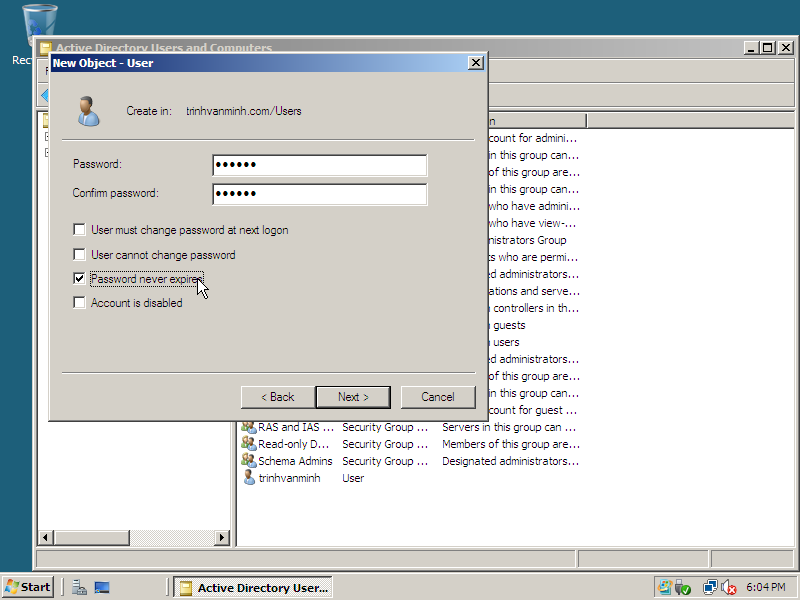 Active Directory Users and Computers
New Object - User
Create in: trinhvanminh.com/Users
Password:
Confirm password:
User must change password at next logon
User cannot change password
Password never expires
Account is disabled
< Back
Next >
Cancel
count for admini...
in this group can...
of this group are...
in this group can...
who have admini...
who have view-...
nistrators Group
s who are permi...
ed administrators...
ations and serve...
controllers in th...
guests
users
ed administrators...
of this group are...
in this group can...
count for guest ...
RAS and IAS ... Security Group ... Servers in this group can ...
Read-only D... Security Group ... Members of this group are...
Schema Admins Security Group ... Designated administrators...
trinhvanminh User
Start
Active Directory User...
6:04 PM